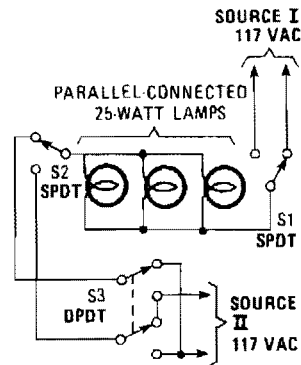 SOURCE I
117 VAC
PARALLEL-CONNECTED
25-WATT LAMPS
S2
SPDT
S1
SPDT
S3
DPDT
SOURCE
II
117 VAC